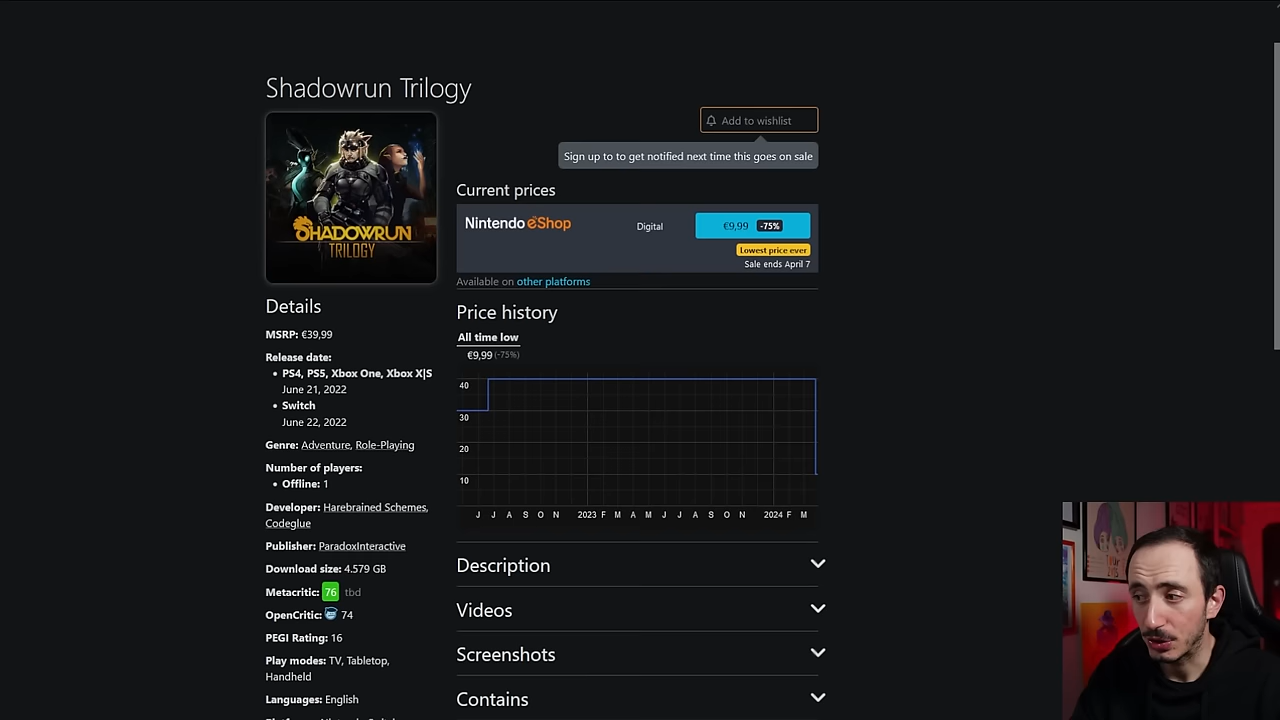 Shadowrun Trilogy
Add to wishlist
Sign up to to get notified next time this goes on sale
SHADOWRUN
TRILOGY
Current prices
Nintendo eShop
Digital
€9,99 -75%
Lowest price ever
Sale ends April 7
Available on other platforms
Details
MSRP: €39,99
Release date:
• PS4, PS5, Xbox One, Xbox X|S
June 21, 2022
• Switch
June 22, 2022
Genre: Adventure, Role-Playing
Number of players:
• Offline: 1
Developer: Harebrained Schemes,
Codeglue
Publisher: ParadoxInteractive
Download size: 4.579 GB
Metacritic: 76 tbd
OpenCritic: 74
PEGI Rating: 16
Play modes: TV, Tabletop,
Handheld
Languages: English
Price history
All time low
€9,99 (-75%)
40
30
20
10
J J A S O N 2023 F M A M J J A S O N 2024 F M
Description
Videos
Screenshots
Contains